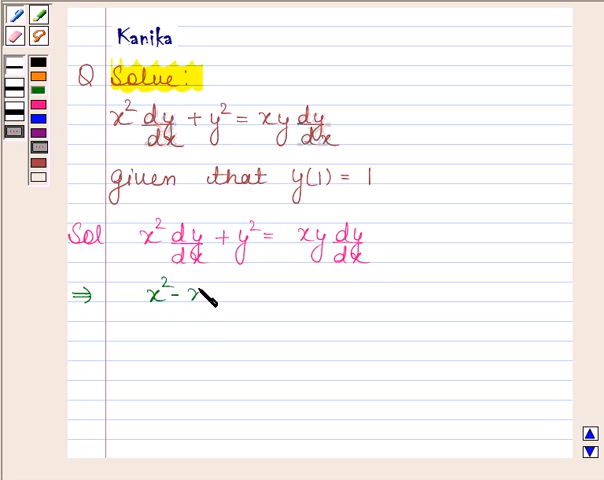 Kanika
Q Solve:
x² dy/dx + y² = xy dy/dx
given that y(1) = 1
Sol x² dy/dx + y² = xy dy/dx
⇒ x² - x